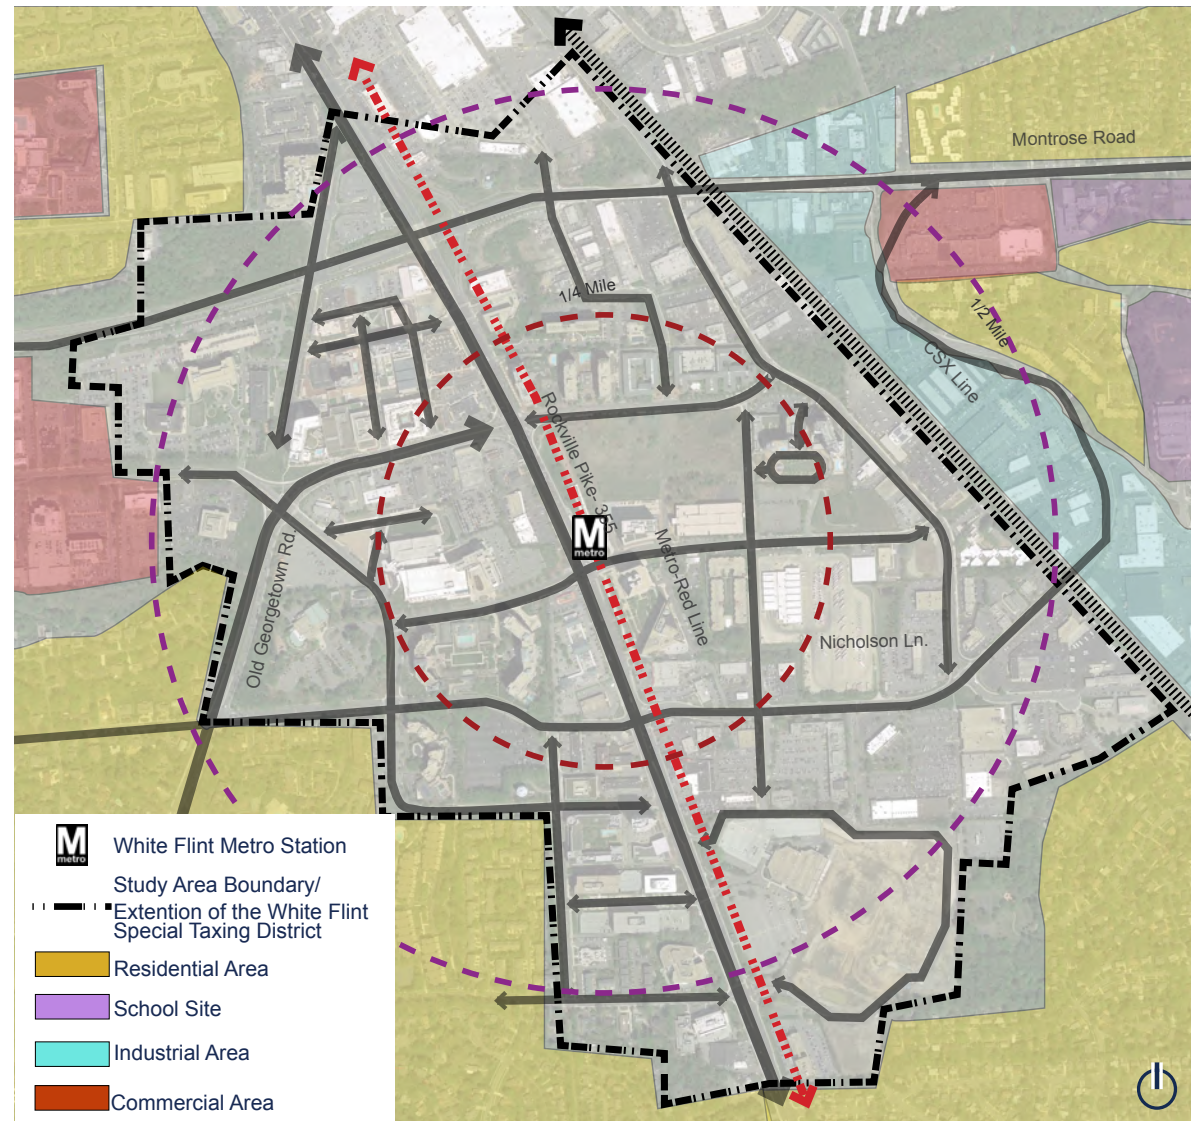 Montrose Road
1/4 Mile
1/2 Mile
CSX Line
Rockville Pike- 355
M
metro
Metro-Red Line
Old Georgetown Rd.
Nicholson Ln.
M
metro
White Flint Metro Station
Study Area Boundary/
Extention of the White Flint
Special Taxing District
Residential Area
School Site
Industrial Area
Commercial Area